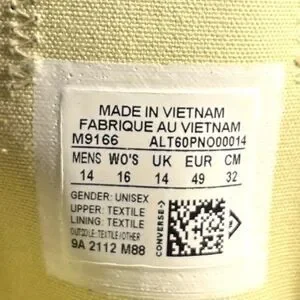 MADE IN VIETNAM
FABRIQUE AU VIETNAM
M9166 ALT60PNO00014
MENS WO'S UK EUR CM
14 16 14 49 32
GENDER: UNISEX
UPPER: TEXTILE
LINING: TEXTILE
OUTSOLE: TEXTILE/OTHER
9A 2112 M88
CONVERSE